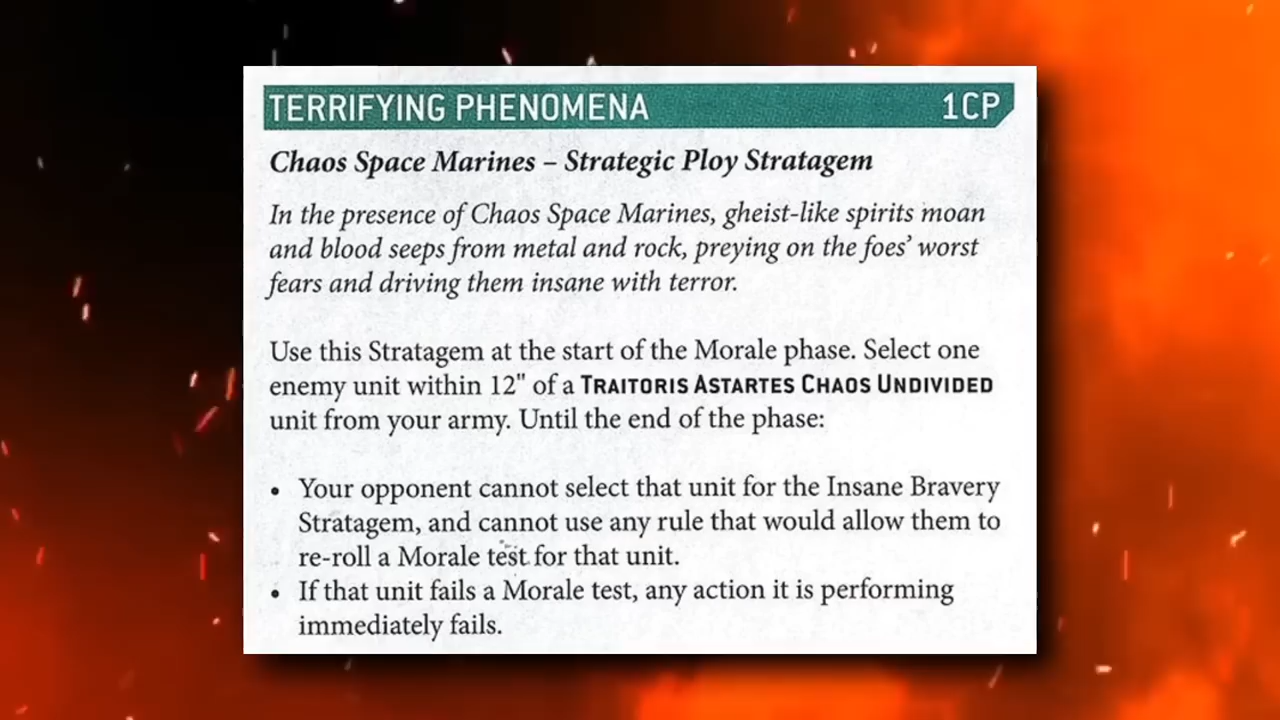 TERRIFYING PHENOMENA 1CP
Chaos Space Marines – Strategic Ploy Stratagem
In the presence of Chaos Space Marines, gheist-like spirits moan
and blood seeps from metal and rock, preying on the foes’ worst
fears and driving them insane with terror.
Use this Stratagem at the start of the Morale phase. Select one
enemy unit within 12" of a TRAITORIS ASTARTES CHAOS UNDIVIDED
unit from your army. Until the end of the phase:
• Your opponent cannot select that unit for the Insane Bravery
Stratagem, and cannot use any rule that would allow them to
re-roll a Morale test for that unit.
• If that unit fails a Morale test, any action it is performing
immediately fails.